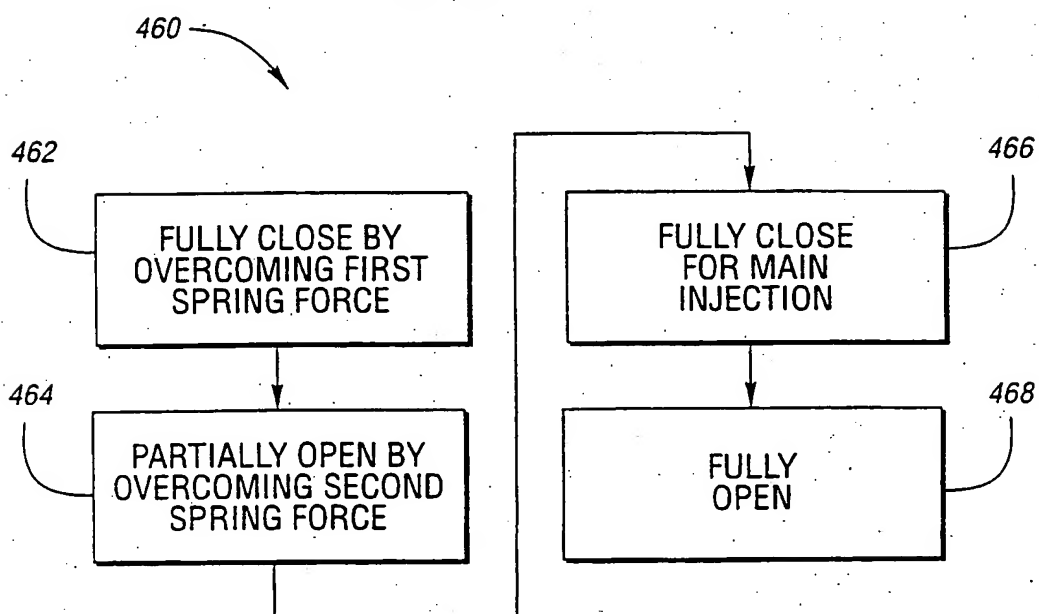 460
462
FULLY CLOSE BY
OVERCOMING FIRST
SPRING FORCE
464
PARTIALLY OPEN BY
OVERCOMING SECOND
SPRING FORCE
466
FULLY CLOSE
FOR MAIN
INJECTION
468
FULLY
OPEN